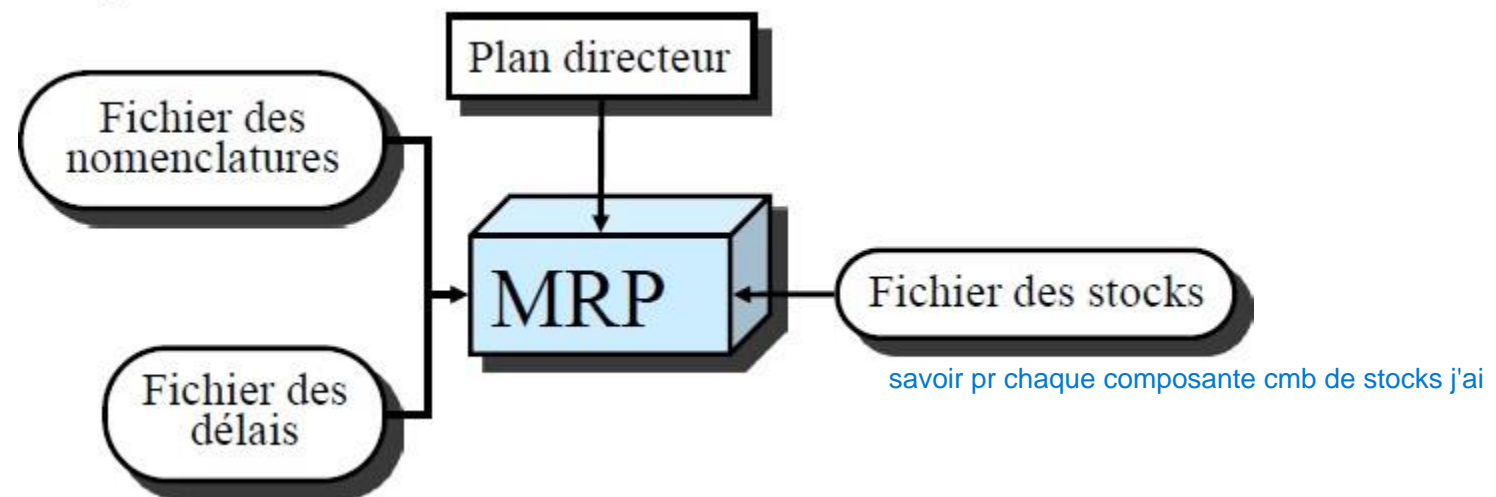 Plan directeur
Fichier des
nomenclatures
MRP
Fichier des stocks
savoir pr chaque composante cmb de stocks j'ai
Fichier des
délais